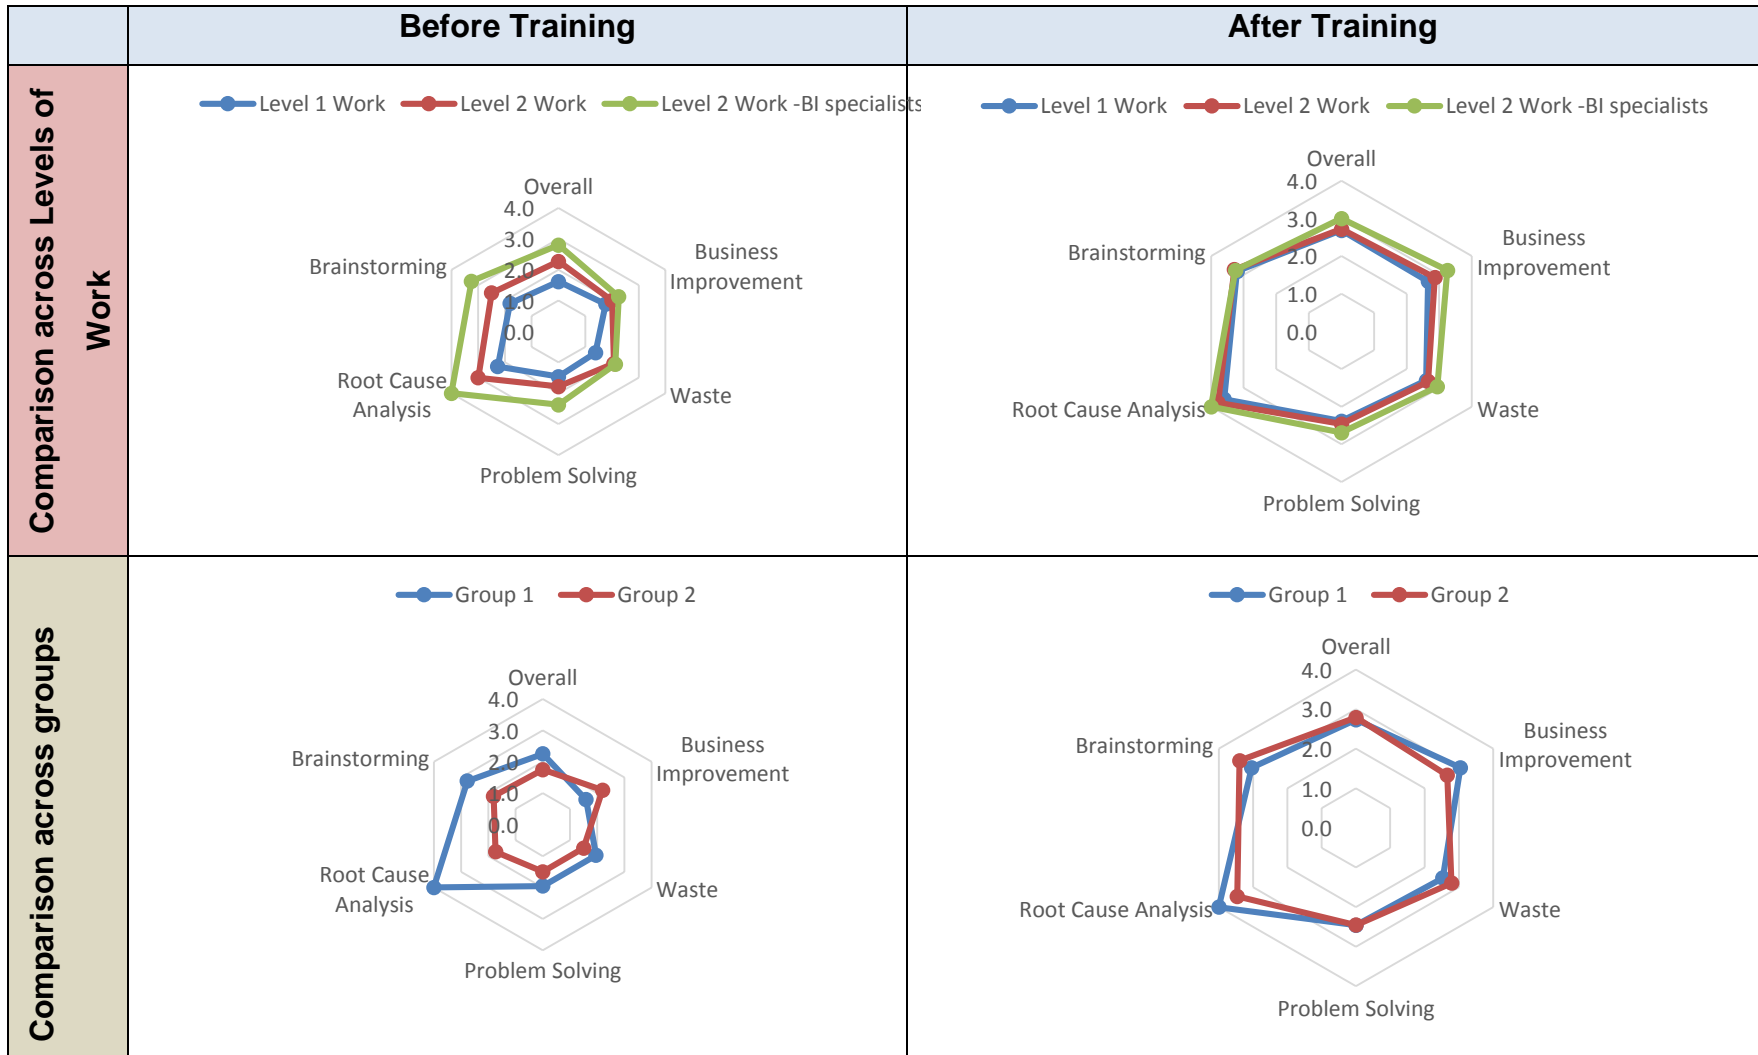 Before Training
After Training
Comparison across Levels of
Work
Level 1 Work Level 2 Work Level 2 Work -BI specialists
Overall
4.0
3.0
2.0
1.0
0.0
Business
Improvement
Waste
Problem Solving
Root Cause
Analysis
Brainstorming
Level 1 Work Level 2 Work Level 2 Work -BI specialists
Overall
4.0
3.0
2.0
1.0
0.0
Business
Improvement
Waste
Problem Solving
Root Cause Analysis
Brainstorming
Comparison across groups
Group 1 Group 2
Overall
4.0
3.0
2.0
1.0
0.0
Business
Improvement
Waste
Problem Solving
Root Cause
Analysis
Brainstorming
Group 1 Group 2
Overall
4.0
3.0
2.0
1.0
0.0
Business
Improvement
Waste
Problem Solving
Root Cause Analysis
Brainstorming